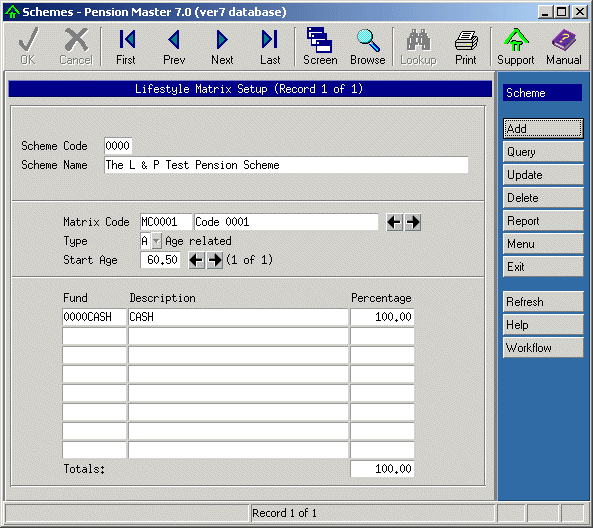 Schemes - Pension Master 7.0 (ver7 database)
OK Cancel First Prev Next Last Screen Browse Lookup Print Support Manual
Lifestyle Matrix Setup (Record 1 of 1)
Scheme
Scheme Code 0000
Scheme Name The L & P Test Pension Scheme
Matrix Code MC0001 Code 0001
Type A Age related
Start Age 60.50 (1 of 1)
Fund Description Percentage
0000CASH CASH 100.00
Totals: 100.00
Add
Query
Update
Delete
Report
Menu
Exit
Refresh
Help
Workflow
Record 1 of 1